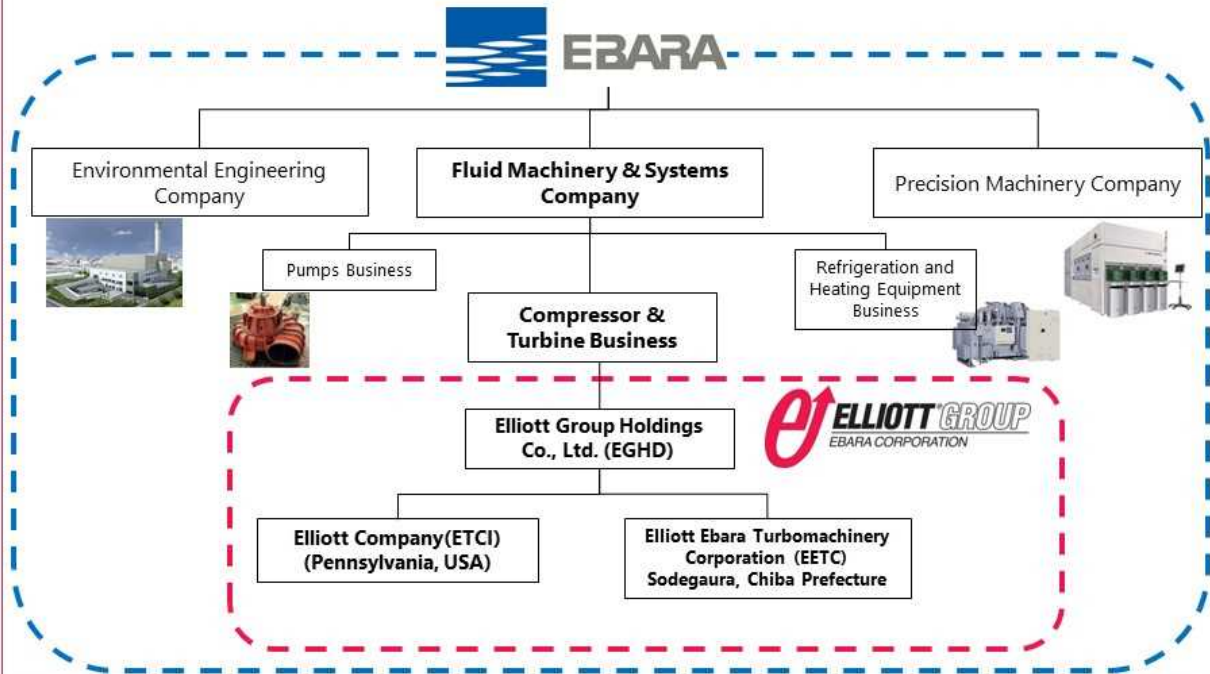 EBARA
Environmental Engineering
Company
Fluid Machinery & Systems
Company
Precision Machinery Company
Pumps Business
Refrigeration and
Heating Equipment
Business
Compressor &
Turbine Business
Elliott Group Holdings
Co., Ltd. (EGHD)
ELLIOTT® GROUP
EBARA CORPORATION
Elliott Company(ETCI)
(Pennsylvania, USA)
Elliott Ebara Turbomachinery
Corporation (EETC)
Sodegaura, Chiba Prefecture